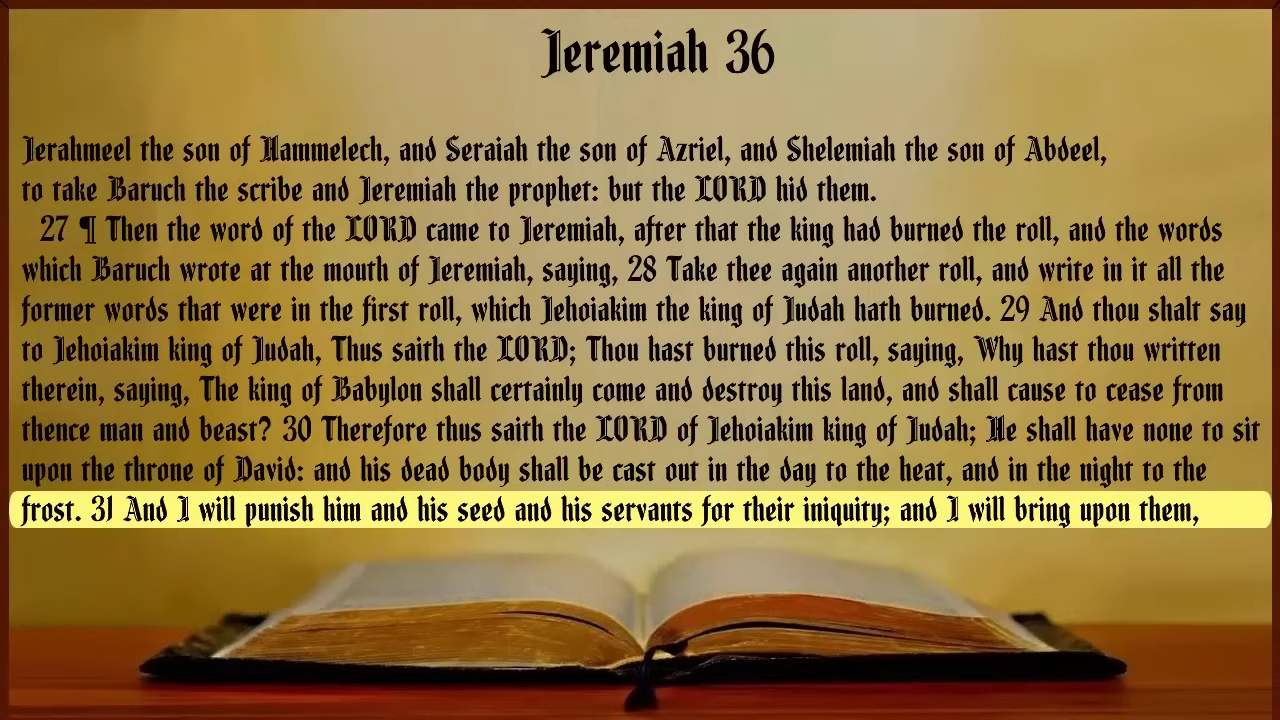 Jeremiah 36
Jerahmeel the son of Hammelech, and Seraiah the son of Azriel, and Shelemiah the son of Abdeel,
to take Baruch the scribe and Jeremiah the prophet: but the LORD hid them.
27 ¶ Then the word of the LORD came to Jeremiah, after that the king had burned the roll, and the words
which Baruch wrote at the mouth of Jeremiah, saying, 28 Take thee again another roll, and write in it all the
former words that were in the first roll, which Jehoiakim the king of Judah hath burned. 29 And thou shalt say
to Jehoiakim king of Judah, Thus saith the LORD; Thou hast burned this roll, saying, Why hast thou written
therein, saying, The king of Babylon shall certainly come and destroy this land, and shall cause to cease from
thence man and beast? 30 Therefore thus saith the LORD of Jehoiakim king of Judah; He shall have none to sit
upon the throne of David: and his dead body shall be cast out in the day to the heat, and in the night to the
frost. 31 And I will punish him and his seed and his servants for their iniquity; and I will bring upon them,